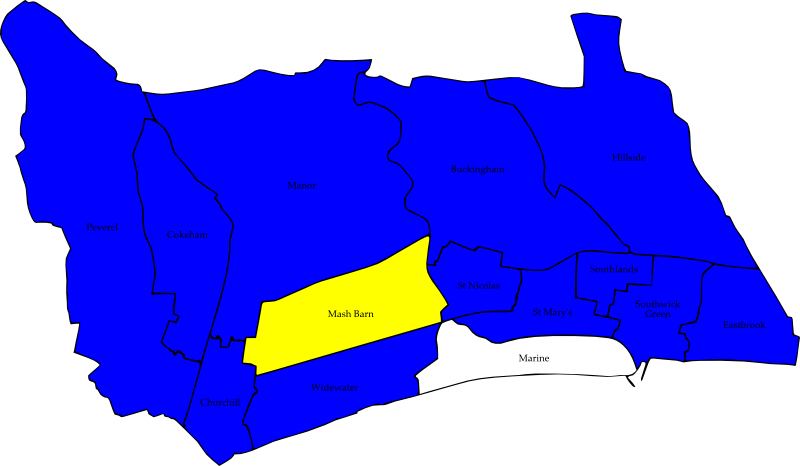 Hillside
Buckingham
Manor
Peverel
Cokeham
Southlands
St Nicolas
Southwick
Green
St Mary's
Mash Barn
Eastbrook
Marine
Widewater
Churchill